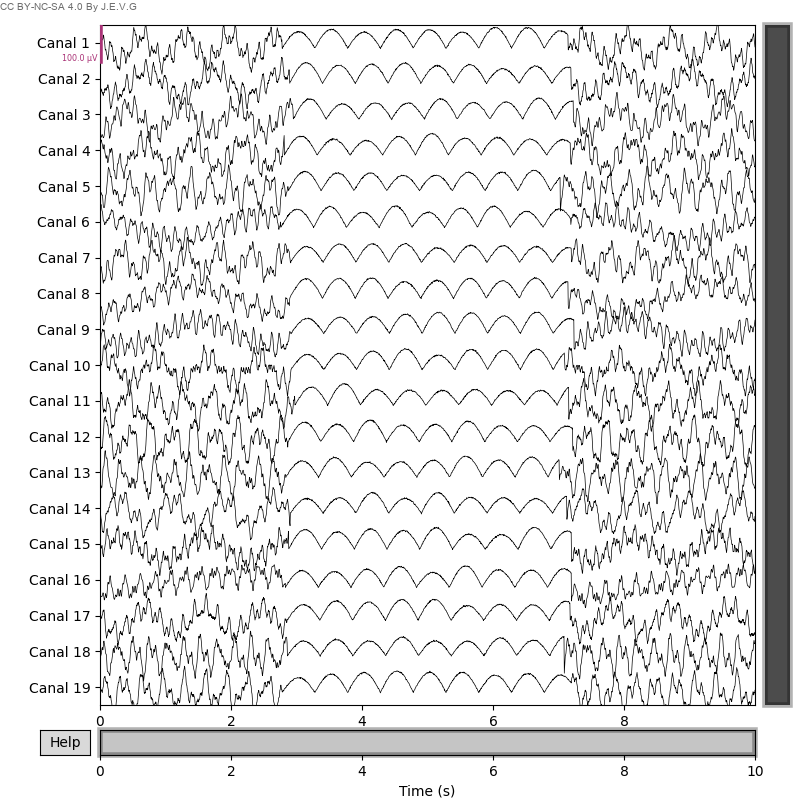 CC BY-NC-SA 4.0 By J.E.V.G
Canal 1
100.0 µV
Canal 2
Canal 3
Canal 4
Canal 5
Canal 6
Canal 7
Canal 8
Canal 9
Canal 10
Canal 11
Canal 12
Canal 13
Canal 14
Canal 15
Canal 16
Canal 17
Canal 18
Canal 19
0 2 4 6 8
Help
0 2 4 6 8 10
Time (s)